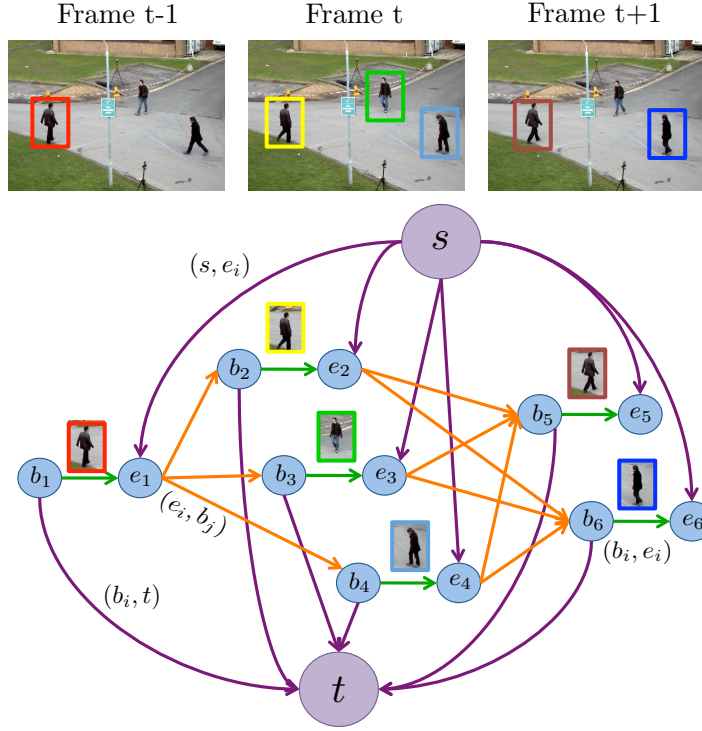 Frame t-1 Frame t Frame t+1
s
(s, e_i)
b_2 e_2
b_5 e_5
b_3 e_3
b_1 e_1
(e_i, b_j)
b_6 e_6
(b_i, e_i)
b_4 e_4
(b_i, t)
t